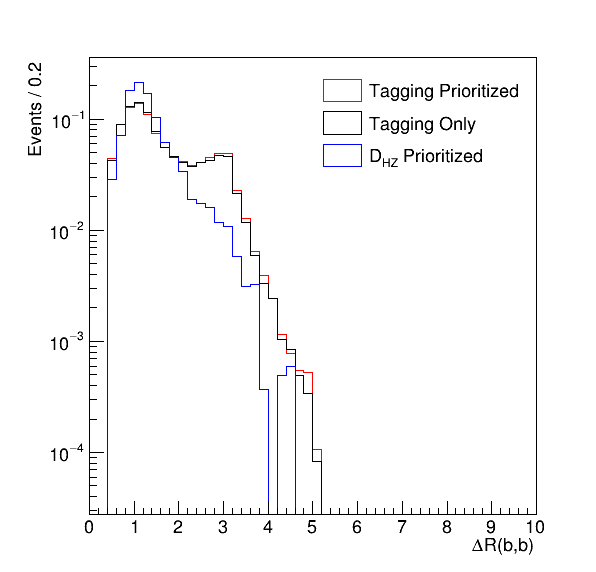 Events / 0.2
10⁻¹
10⁻²
10⁻³
10⁻⁴
Tagging Prioritized
Tagging Only
D_HZ Prioritized
0 1 2 3 4 5 6 7 8 9 10
ΔR(b,b)